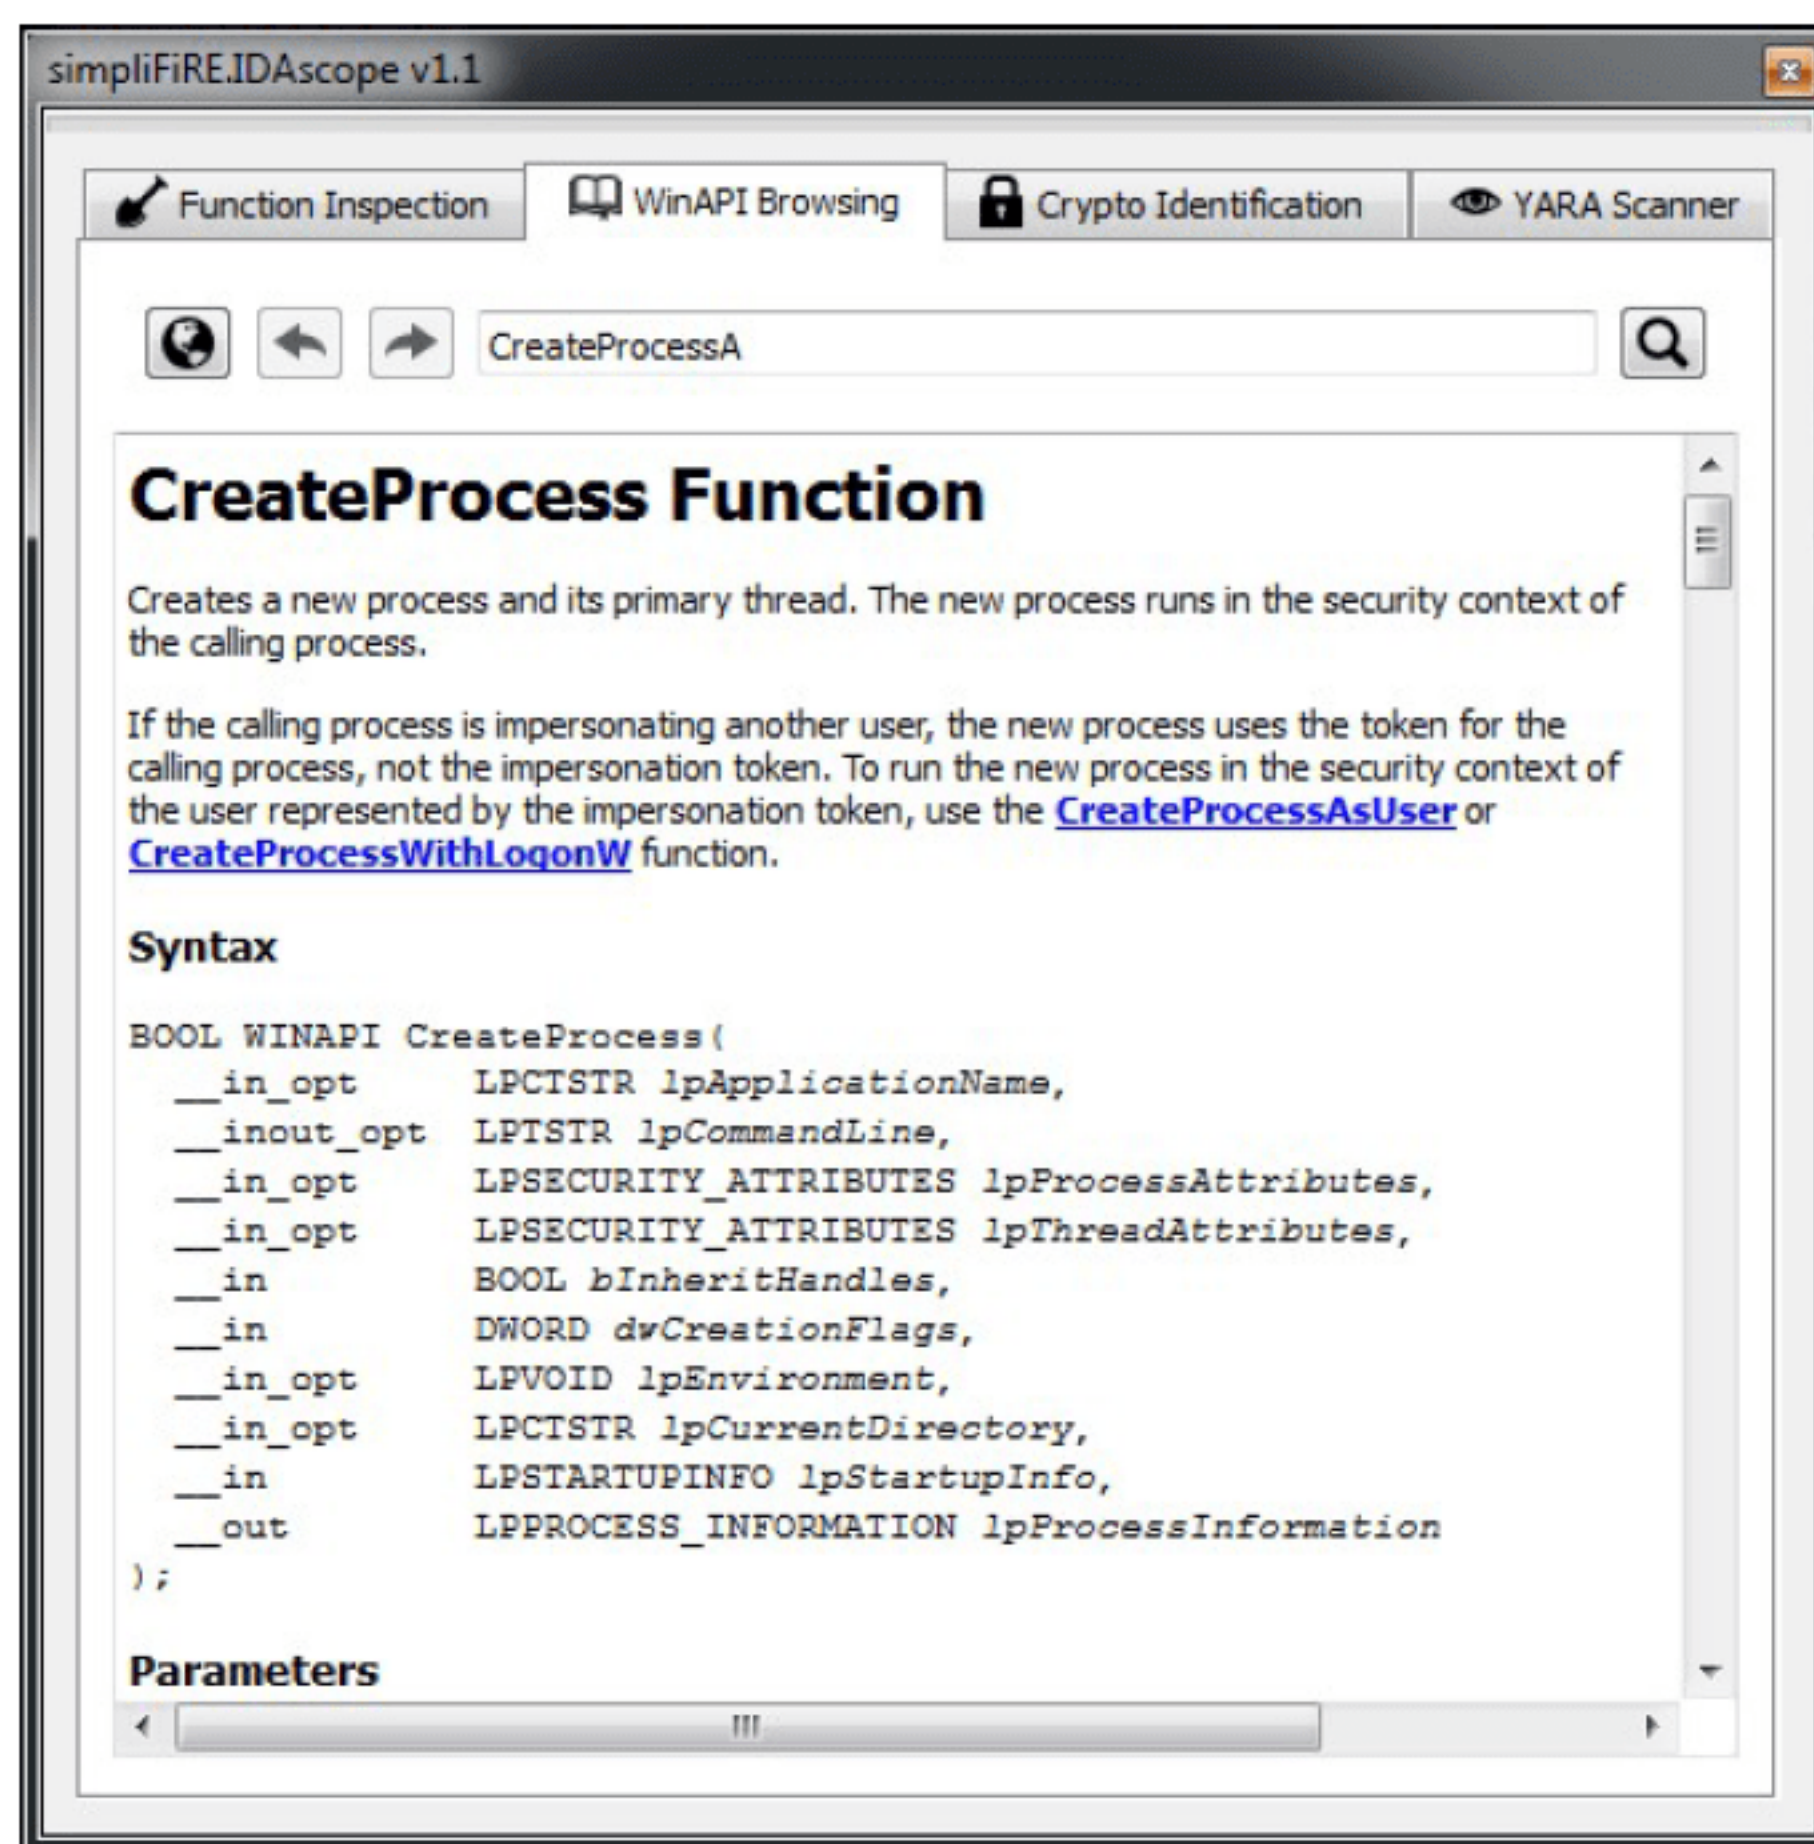 simpliFiRE.IDAscope v1.1
Function Inspection
WinAPI Browsing
Crypto Identification
YARA Scanner
CreateProcessA
CreateProcess Function
Creates a new process and its primary thread. The new process runs in the security context of
the calling process.
If the calling process is impersonating another user, the new process uses the token for the
calling process, not the impersonation token. To run the new process in the security context of
the user represented by the impersonation token, use the CreateProcessAsUser or
CreateProcessWithLogonW function.
Syntax
BOOL WINAPI CreateProcess(
__in_opt LPCTSTR lpApplicationName,
__inout_opt LPTSTR lpCommandLine,
__in_opt LPSECURITY_ATTRIBUTES lpProcessAttributes,
__in_opt LPSECURITY_ATTRIBUTES lpThreadAttributes,
__in BOOL bInheritHandles,
__in DWORD dwCreationFlags,
__in_opt LPVOID lpEnvironment,
__in_opt LPCTSTR lpCurrentDirectory,
__in LPSTARTUPINFO lpStartupInfo,
__out LPPROCESS_INFORMATION lpProcessInformation
);
Parameters